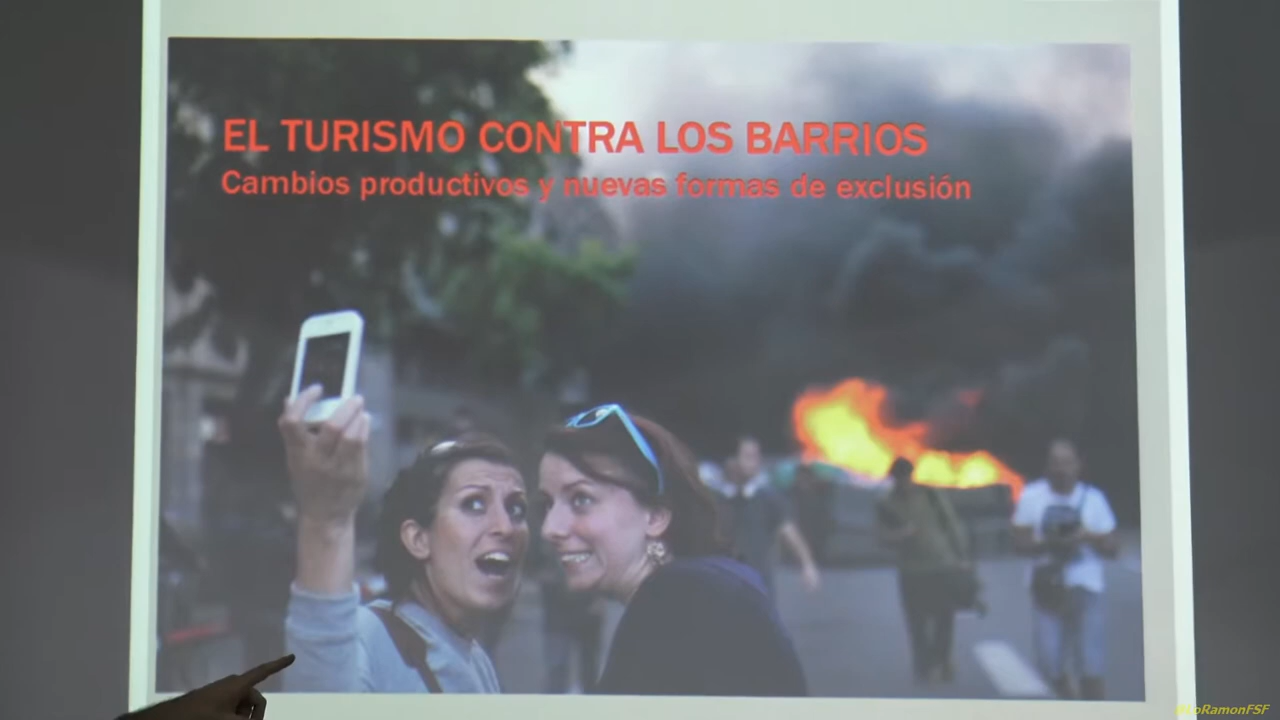 EL TURISMO CONTRA LOS BARRIOS
Cambios productivos y nuevas formas de exclusión